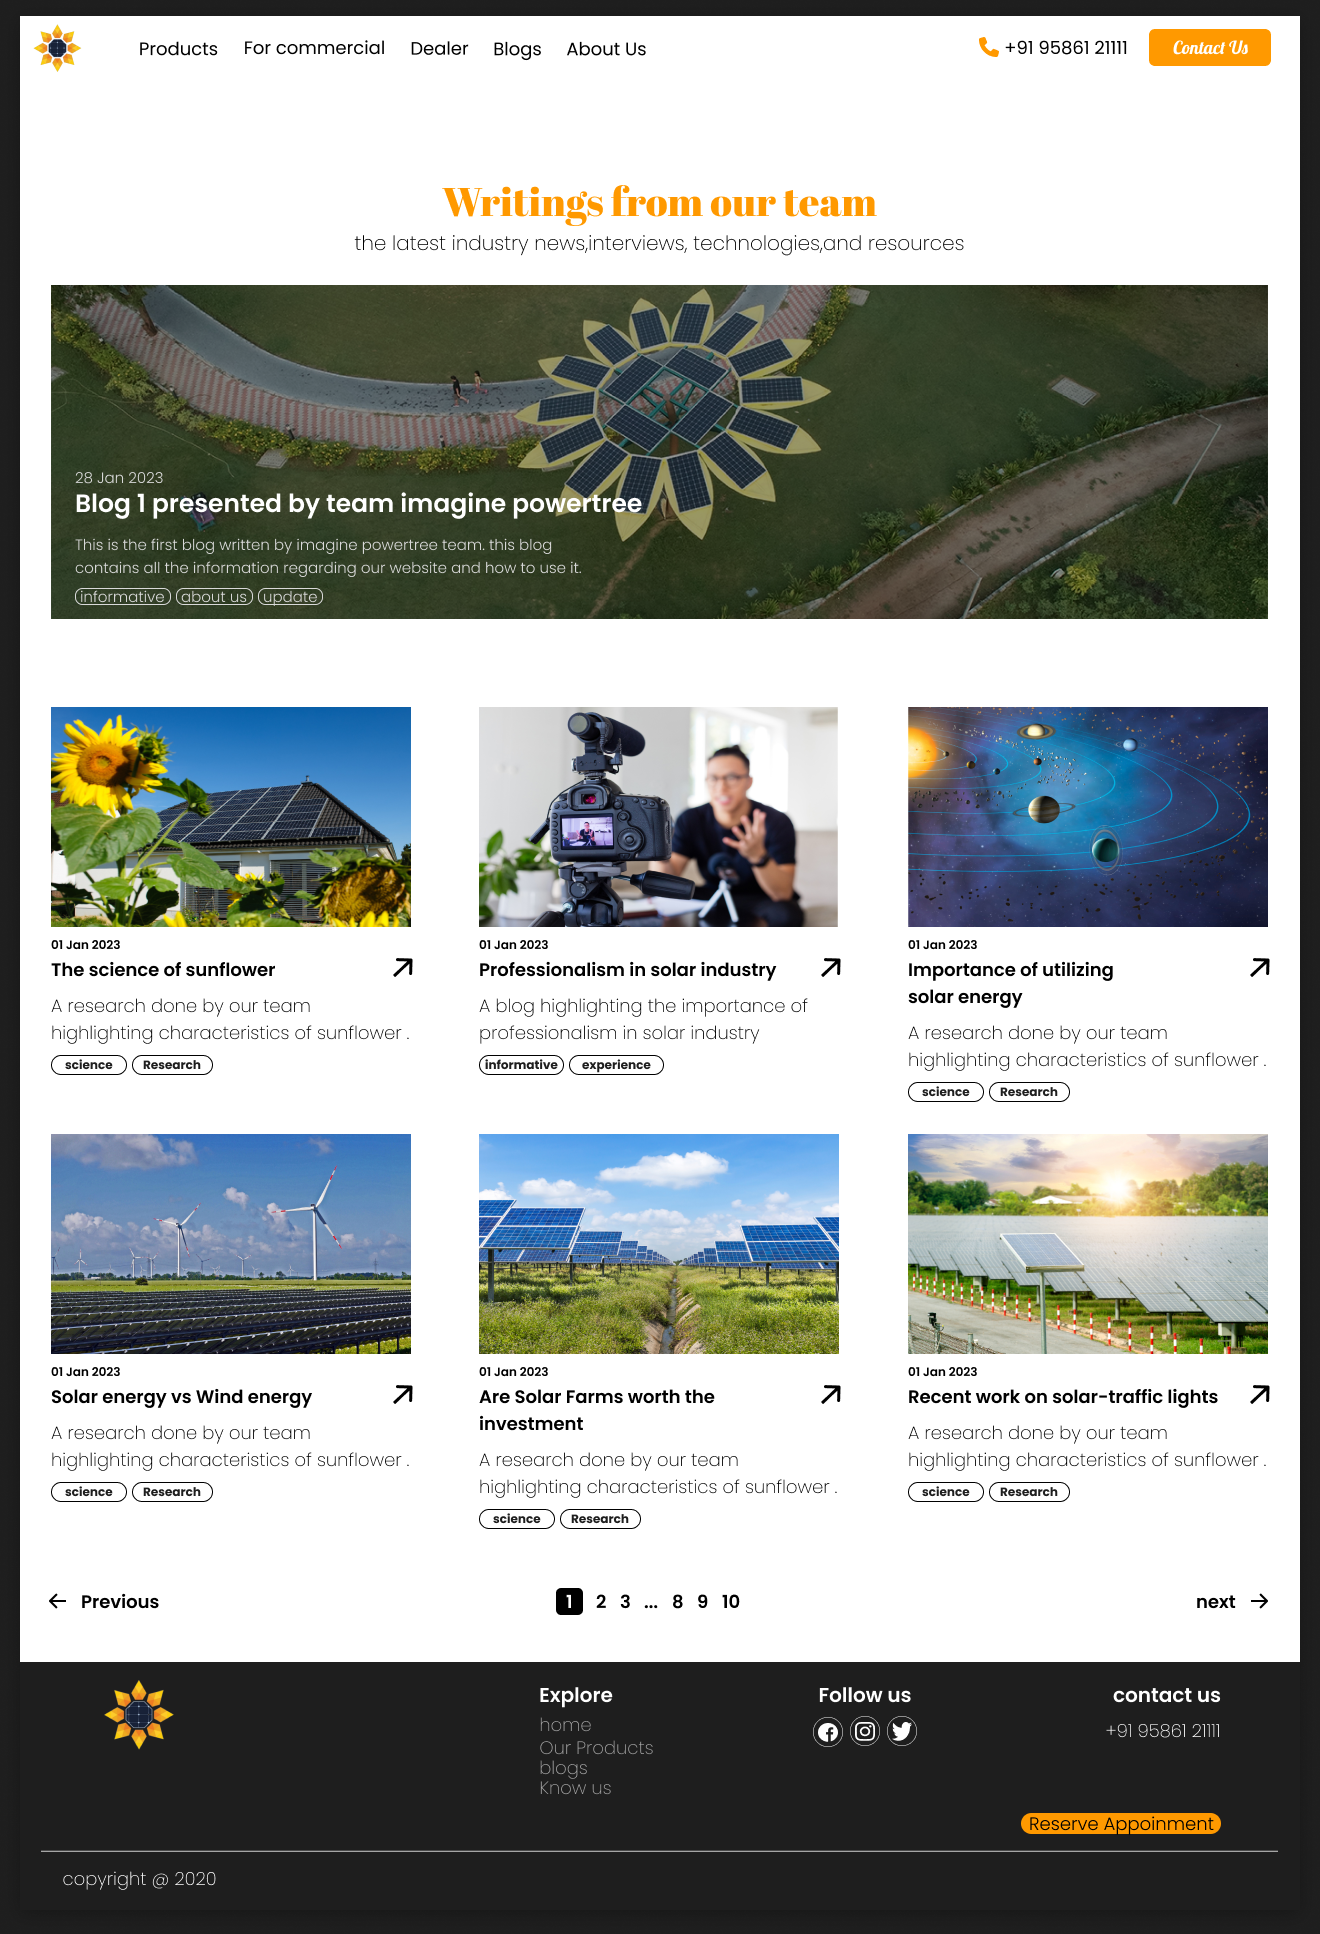 Products For commercial Dealer Blogs About Us +91 95861 21111 Contact Us
Writings from our team
the latest industry news,interviews, technologies,and resources
28 Jan 2023
Blog 1 presented by team imagine powertree
This is the first blog written by imagine powertree team. this blog
contains all the information regarding our website and how to use it.
informative about us update
01 Jan 2023
The science of sunflower
A research done by our team
highlighting characteristics of sunflower .
science Research
01 Jan 2023
Professionalism in solar industry
A blog highlighting the importance of
professionalism in solar industry
informative experience
01 Jan 2023
Importance of utilizing
solar energy
A research done by our team
highlighting characteristics of sunflower .
science Research
01 Jan 2023
Solar energy vs Wind energy
A research done by our team
highlighting characteristics of sunflower .
science Research
01 Jan 2023
Are Solar Farms worth the
investment
A research done by our team
highlighting characteristics of sunflower .
science Research
01 Jan 2023
Recent work on solar-traffic lights
A research done by our team
highlighting characteristics of sunflower .
science Research
Previous 1 2 3 ... 8 9 10 next
Explore
home
Our Products
blogs
Know us
Follow us
contact us
+91 95861 21111
Reserve Appoinment
copyright @ 2020